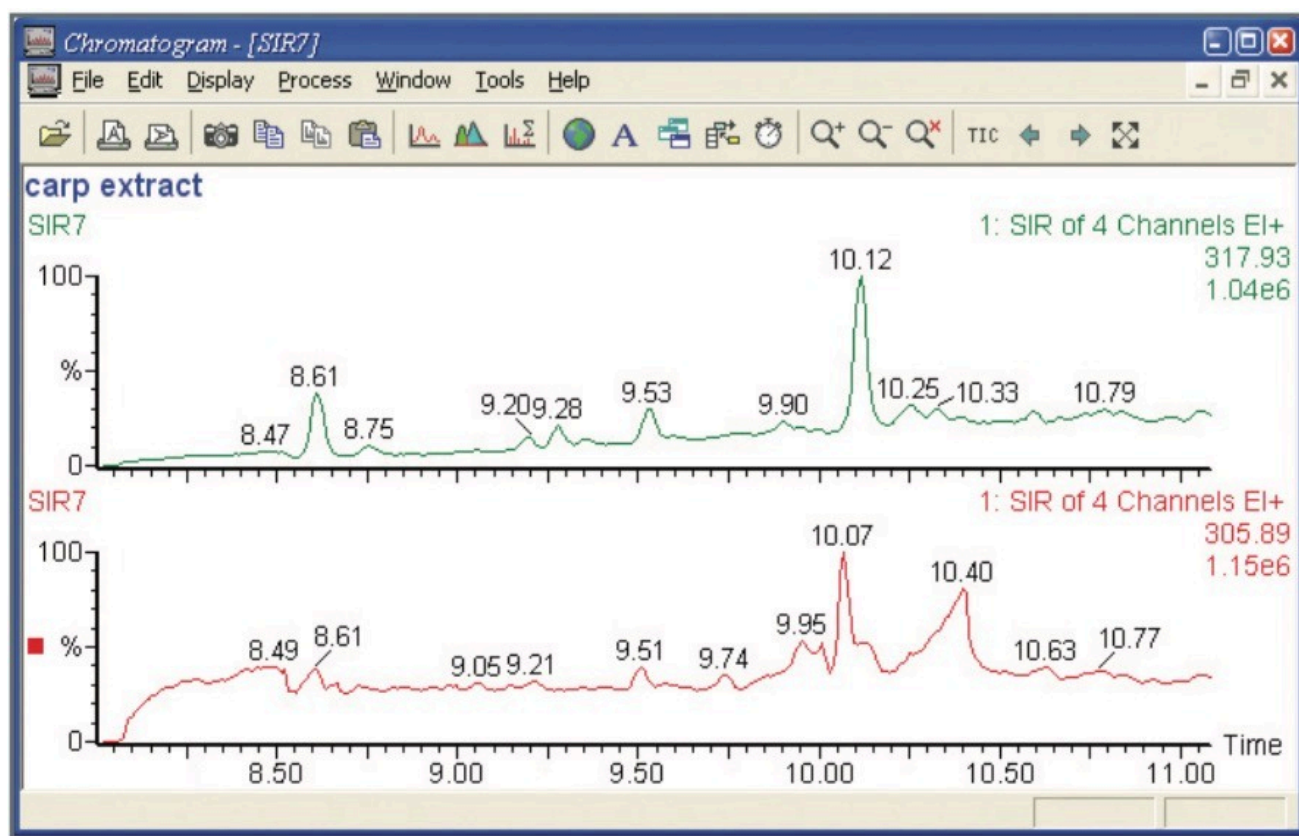 Chromatogram - [SIR7]
File Edit Display Process Window Tools Help
A A TIC
carp extract
SIR7 1: SIR of 4 Channels EI+
317.93
1.04e6
100
%
0
8.47 8.61 8.75 9.20 9.28 9.53 9.90 10.12 10.25 10.33 10.79
SIR7 1: SIR of 4 Channels EI+
305.89
1.15e6
100
%
0
8.49 8.61 9.05 9.21 9.51 9.74 9.95 10.07 10.40 10.63 10.77
Time
8.50 9.00 9.50 10.00 10.50 11.00